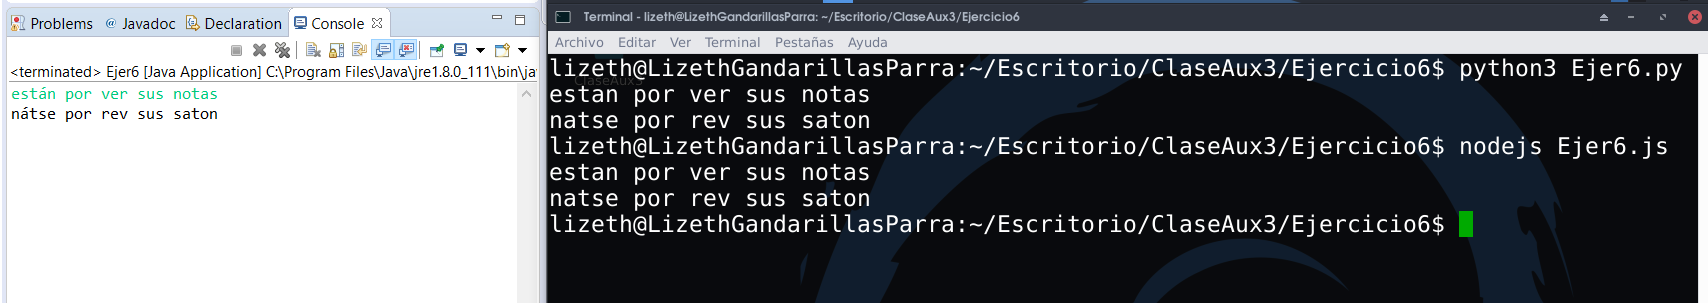 Problems @ Javadoc Declaration Console
<terminated> Ejer6 [Java Application] C:\Program Files\Java\jre1.8.0_111\bin\ja
están por ver sus notas
nátse por rev sus saton
Terminal - lizeth@LizethGandarillasParra: ~/Escritorio/ClaseAux3/Ejercicio6
Archivo Editar Ver Terminal Pestañas Ayuda
lizeth@LizethGandarillasParra:~/Escritorio/ClaseAux3/Ejercicio6$ python3 Ejer6.py
ClaseAux3
estan por ver sus notas
natse por rev sus saton
lizeth@LizethGandarillasParra:~/Escritorio/ClaseAux3/Ejercicio6$ nodejs Ejer6.js
estan por ver sus notas
natse por rev sus saton
lizeth@LizethGandarillasParra:~/Escritorio/ClaseAux3/Ejercicio6$